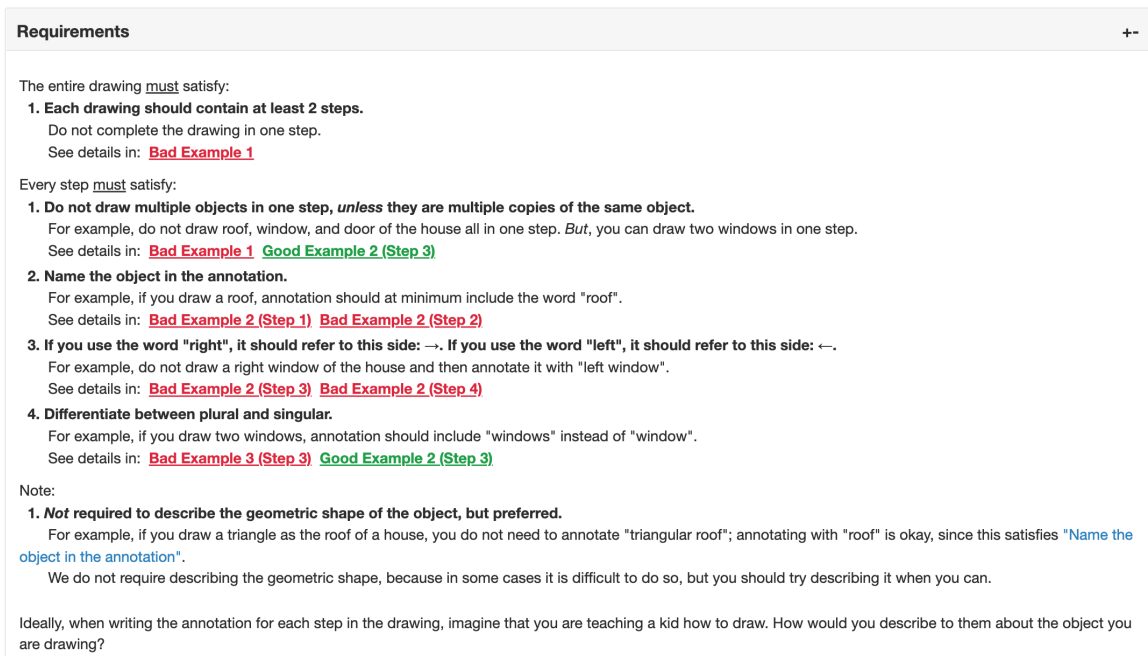 Requirements
+-
The entire drawing must satisfy:
1. Each drawing should contain at least 2 steps.
Do not complete the drawing in one step.
See details in: Bad Example 1
Every step must satisfy:
1. Do not draw multiple objects in one step, unless they are multiple copies of the same object.
For example, do not draw roof, window, and door of the house all in one step. But, you can draw two windows in one step.
See details in: Bad Example 1 Good Example 2 (Step 3)
2. Name the object in the annotation.
For example, if you draw a roof, annotation should at minimum include the word "roof".
See details in: Bad Example 2 (Step 1) Bad Example 2 (Step 2)
3. If you use the word "right", it should refer to this side: →. If you use the word "left", it should refer to this side: ←.
For example, do not draw a right window of the house and then annotate it with "left window".
See details in: Bad Example 2 (Step 3) Bad Example 2 (Step 4)
4. Differentiate between plural and singular.
For example, if you draw two windows, annotation should include "windows" instead of "window".
See details in: Bad Example 3 (Step 3) Good Example 2 (Step 3)
Note:
1. Not required to describe the geometric shape of the object, but preferred.
For example, if you draw a triangle as the roof of a house, you do not need to annotate "triangular roof"; annotating with "roof" is okay, since this satisfies "Name the
object in the annotation".
We do not require describing the geometric shape, because in some cases it is difficult to do so, but you should try describing it when you can.
Ideally, when writing the annotation for each step in the drawing, imagine that you are teaching a kid how to draw. How would you describe to them about the object you
are drawing?